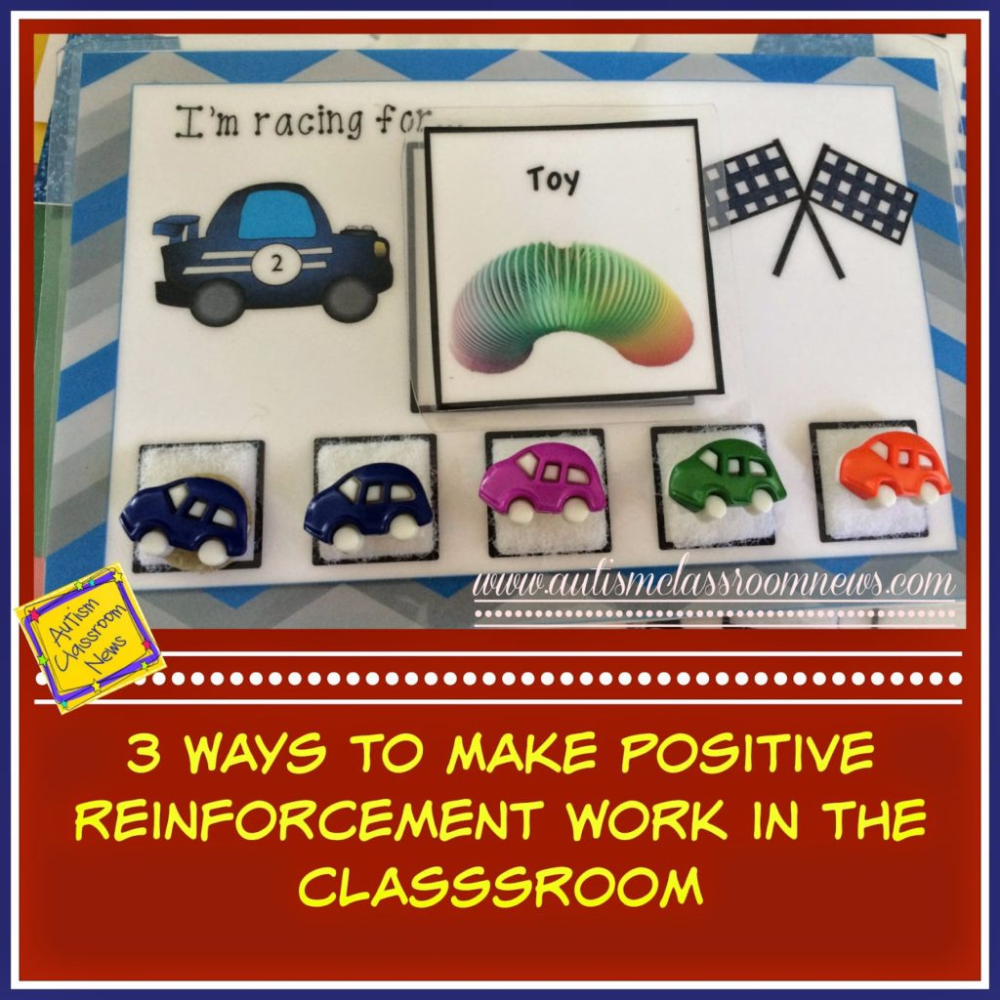 I'm racing for...
Toy
2
www.autismclassroomnews.com
Autism
Classroom
News
3 WAYS TO MAKE POSITIVE
REINFORCEMENT WORK IN THE
CLASSSROOM